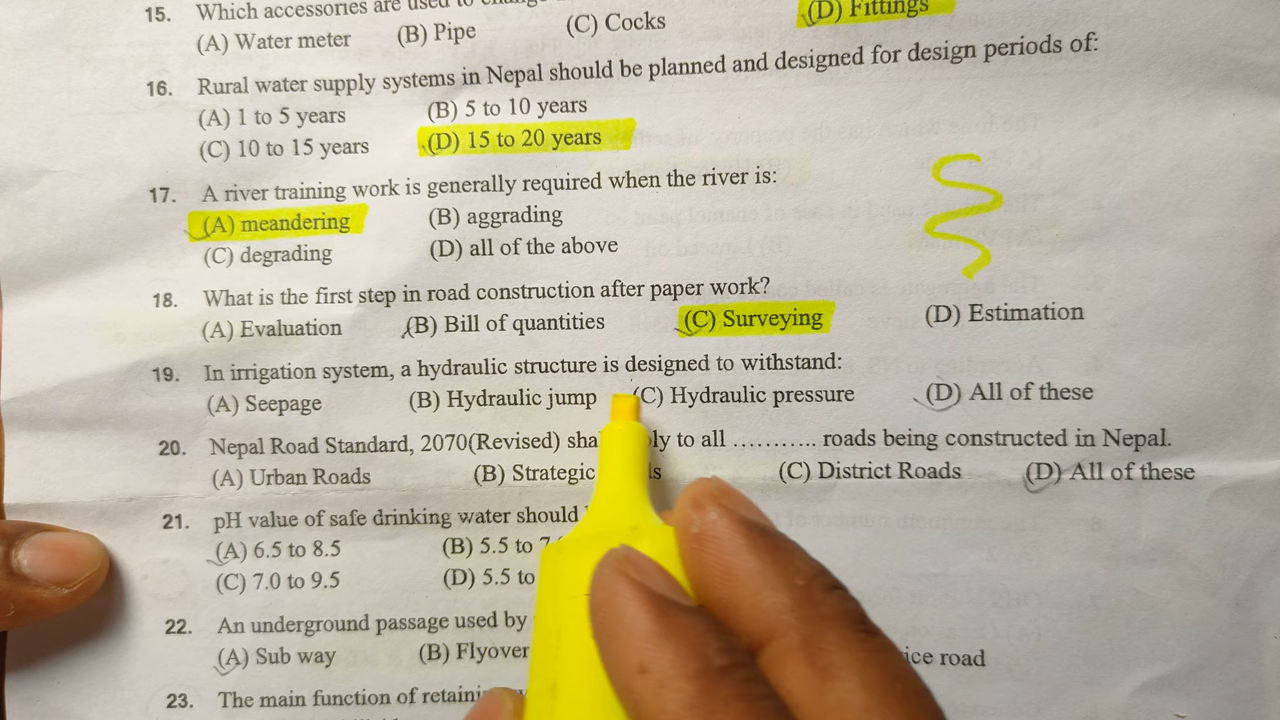 15. Which accessories are used to change
(A) Water meter (B) Pipe (C) Cocks (D) Fittings
16. Rural water supply systems in Nepal should be planned and designed for design periods of:
(A) 1 to 5 years (B) 5 to 10 years
(C) 10 to 15 years (D) 15 to 20 years
17. A river training work is generally required when the river is:
(A) meandering (B) aggrading
(C) degrading (D) all of the above
18. What is the first step in road construction after paper work?
(A) Evaluation (B) Bill of quantities (C) Surveying (D) Estimation
19. In irrigation system, a hydraulic structure is designed to withstand:
(A) Seepage (B) Hydraulic jump (C) Hydraulic pressure (D) All of these
20. Nepal Road Standard, 2070(Revised) to all ........... roads being constructed in Nepal.
(A) Urban Roads (B) Strategic (C) District Roads (D) All of these
21. pH value of safe drinking water should
(A) 6.5 to 8.5 (B) 5.5 to
(C) 7.0 to 9.5 (D) 5.5 to
22. An underground passage used by
(A) Sub way (B) Flyover road
23. The main function of